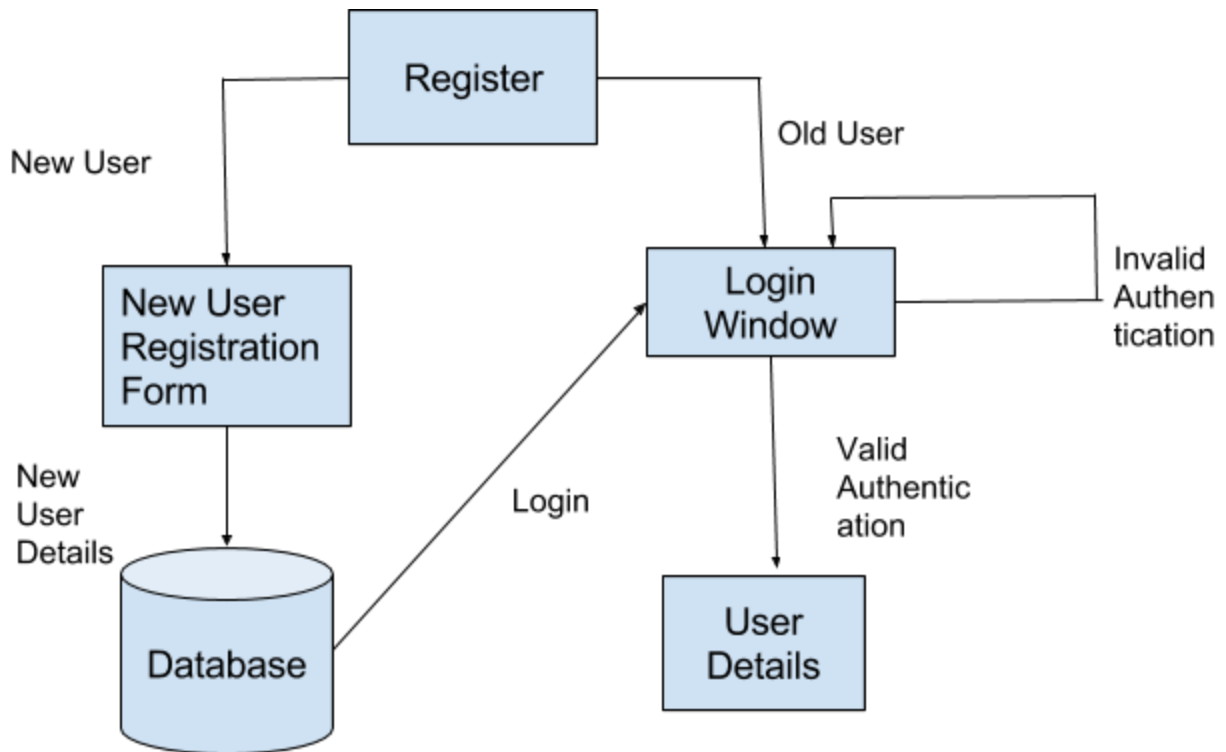 Register
New User
Old User
New User
Registration
Form
Login
Window
Invalid
Authen
tication
New
User
Details
Login
Valid
Authentic
ation
Database
User
Details